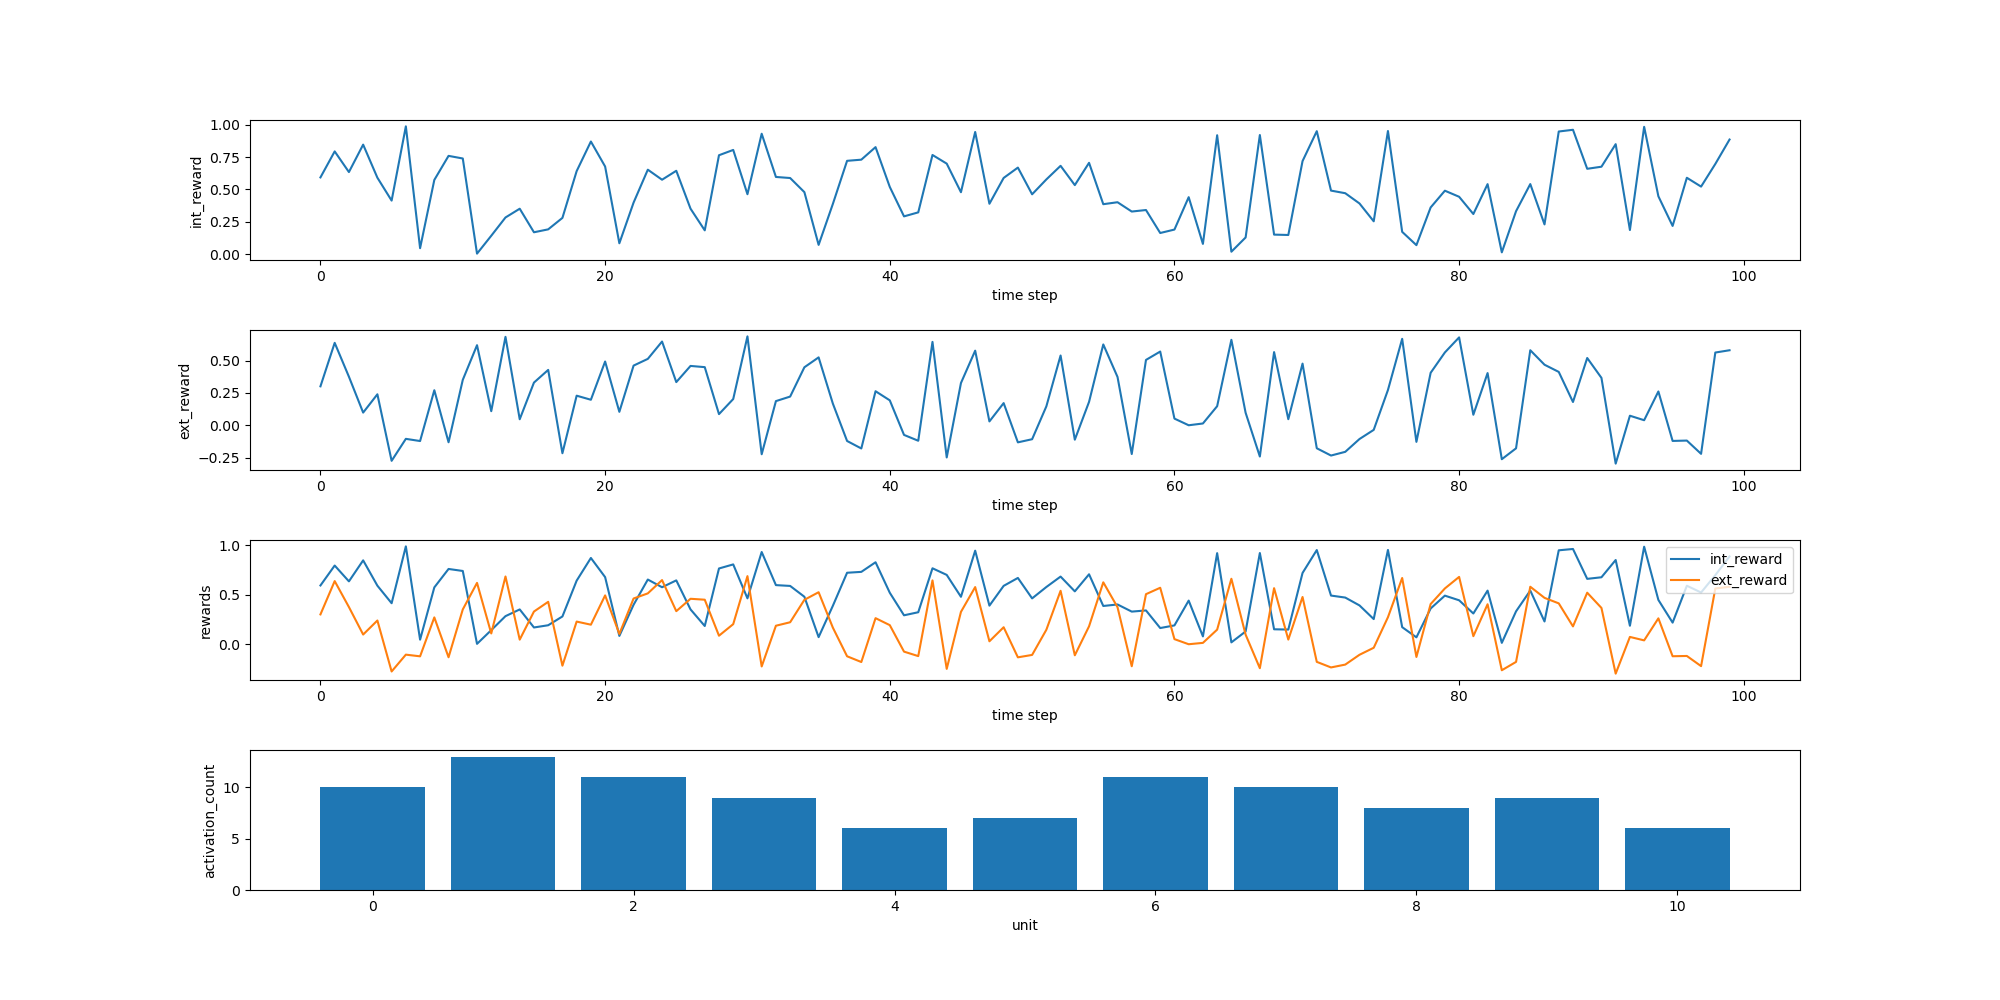 int_reward
1.00
0.75
0.50
0.25
0.00
0 20 40 60 80 100
time step
ext_reward
0.50
0.25
0.00
−0.25
0 20 40 60 80 100
time step
rewards
1.0
0.5
0.0
int_reward
ext_reward
0 20 40 60 80 100
time step
activation_count
10
5
0
0 2 4 6 8 10
unit